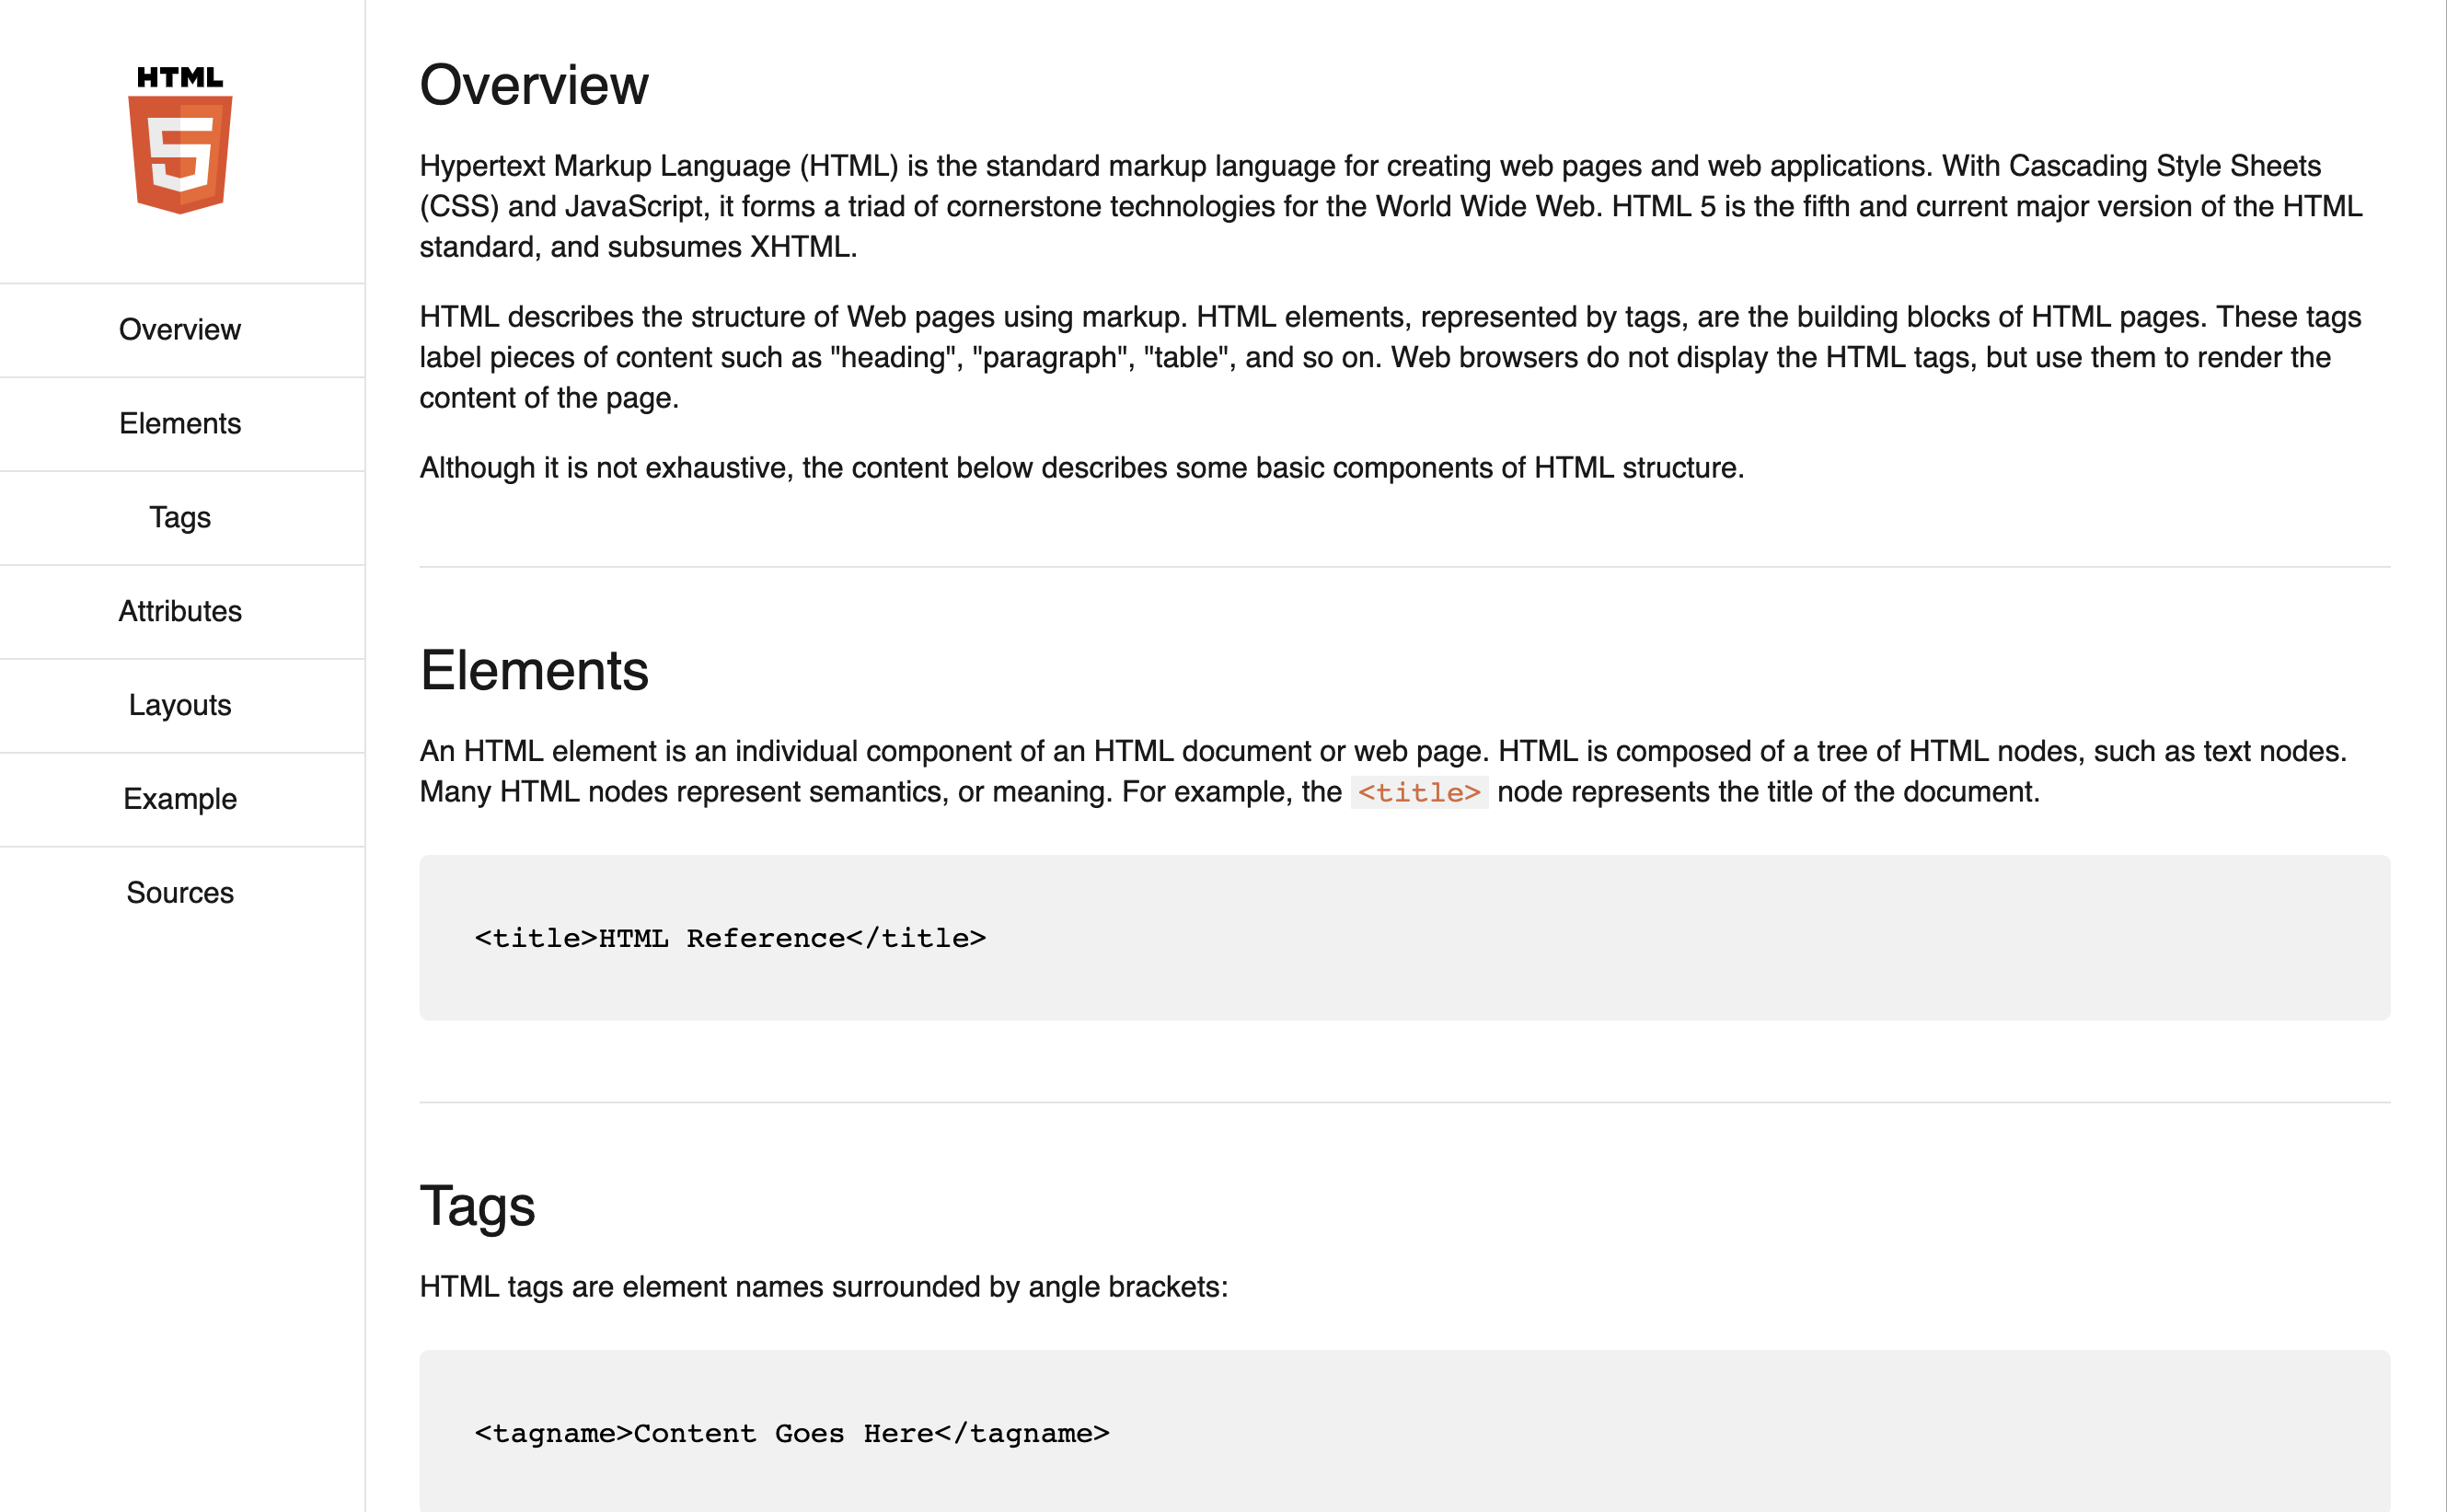 HTML
5
Overview
Elements
Tags
Attributes
Layouts
Example
Sources
Overview
Hypertext Markup Language (HTML) is the standard markup language for creating web pages and web applications. With Cascading Style Sheets
(CSS) and JavaScript, it forms a triad of cornerstone technologies for the World Wide Web. HTML 5 is the fifth and current major version of the HTML
standard, and subsumes XHTML.
HTML describes the structure of Web pages using markup. HTML elements, represented by tags, are the building blocks of HTML pages. These tags
label pieces of content such as "heading", "paragraph", "table", and so on. Web browsers do not display the HTML tags, but use them to render the
content of the page.
Although it is not exhaustive, the content below describes some basic components of HTML structure.
Elements
An HTML element is an individual component of an HTML document or web page. HTML is composed of a tree of HTML nodes, such as text nodes.
Many HTML nodes represent semantics, or meaning. For example, the <title> node represents the title of the document.
<title>HTML Reference</title>
Tags
HTML tags are element names surrounded by angle brackets:
<tagname>Content Goes Here</tagname>